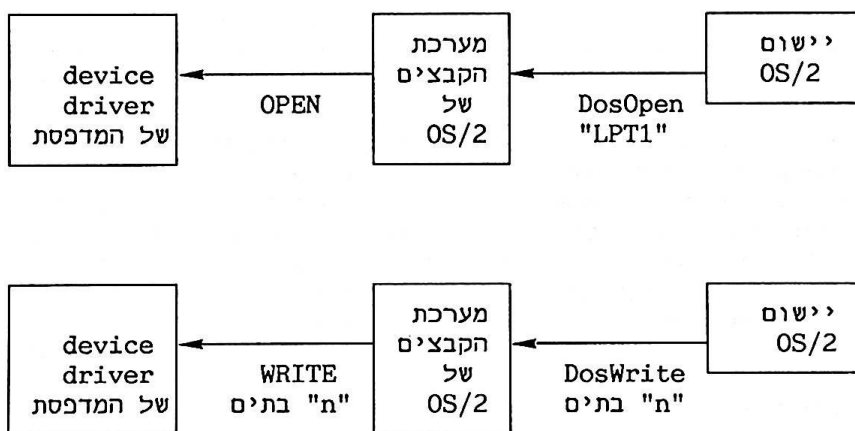 יישום
OS/2
DosOpen
"LPT1"
מערכת
הקבצים
של
OS/2
OPEN
device
driver
של המדפסת
יישום
OS/2
DosWrite
"n" בתים
מערכת
הקבצים
של
OS/2
WRITE
"n" בתים
device
driver
של המדפסת